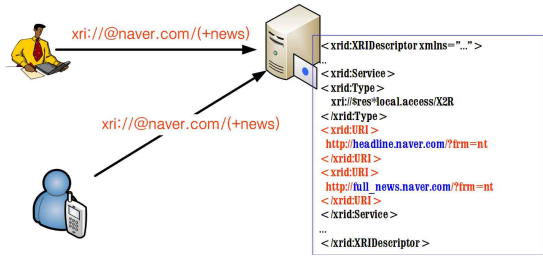 xri://@naver.com/(+news)
xri://@naver.com/(+news)
<xrid:XRIDescriptor xmlns="...">
...
<xrid:Service>
<xrid:Type>
xri://$res*local.access/X2R
</xrid:Type>
<xrid:URI>
http://headline.naver.com/?frm=nt
</xrid:URI>
<xrid:URI>
http://full_news.naver.com/?frm=nt
</xrid:URI>
</xrid:Service>
...
</xrid:XRIDescriptor>